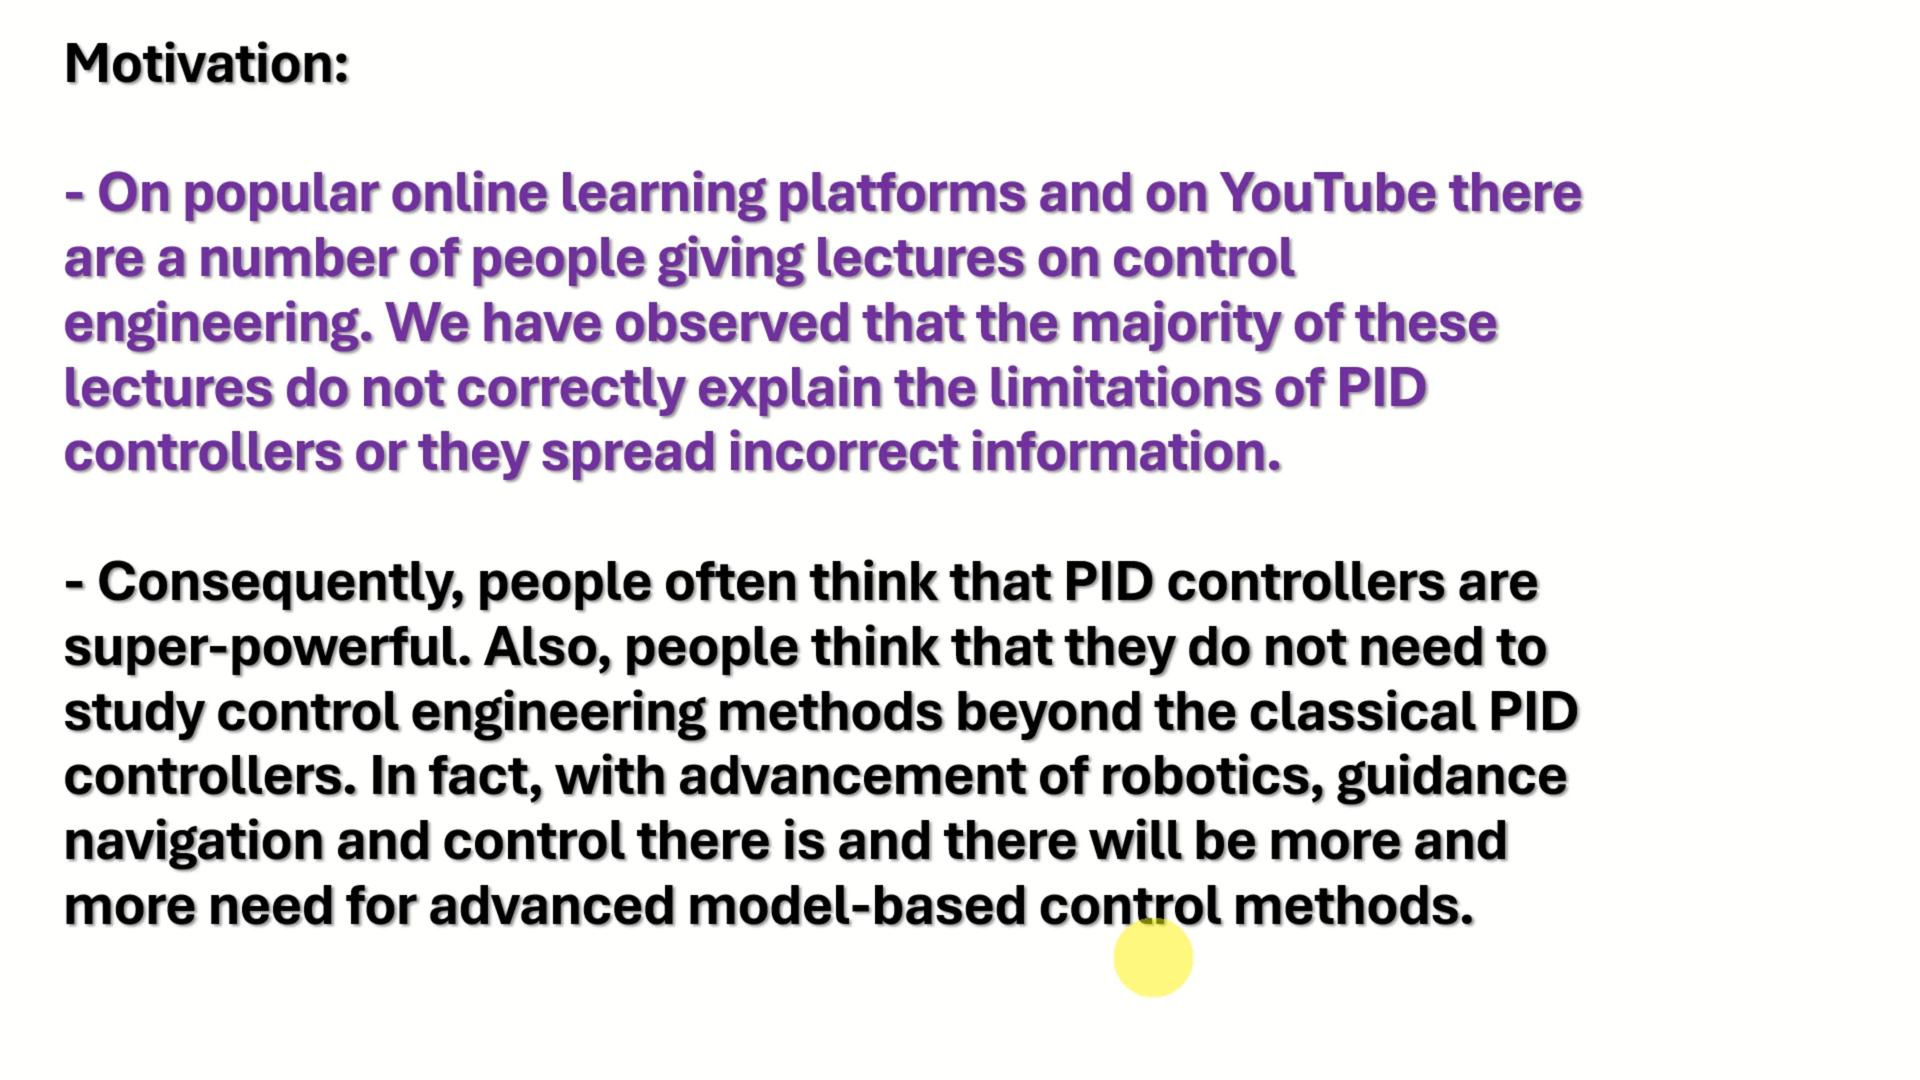 Motivation:
- On popular online learning platforms and on YouTube there
are a number of people giving lectures on control
engineering. We have observed that the majority of these
lectures do not correctly explain the limitations of PID
controllers or they spread incorrect information.
- Consequently, people often think that PID controllers are
super-powerful. Also, people think that they do not need to
study control engineering methods beyond the classical PID
controllers. In fact, with advancement of robotics, guidance
navigation and control there is and there will be more and
more need for advanced model-based control methods.